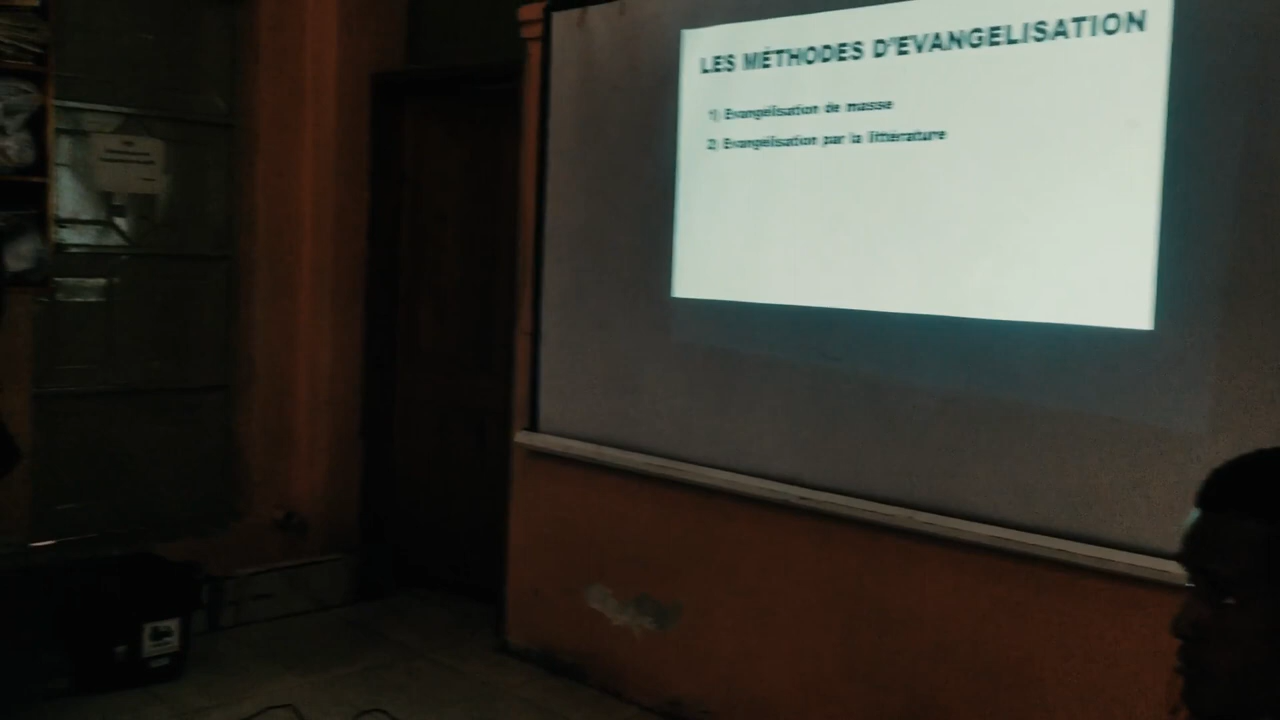 LES MÉTHODES D'EVANGELISATION
1) Evangélisation de masse
2) Evangélisation par la littérature